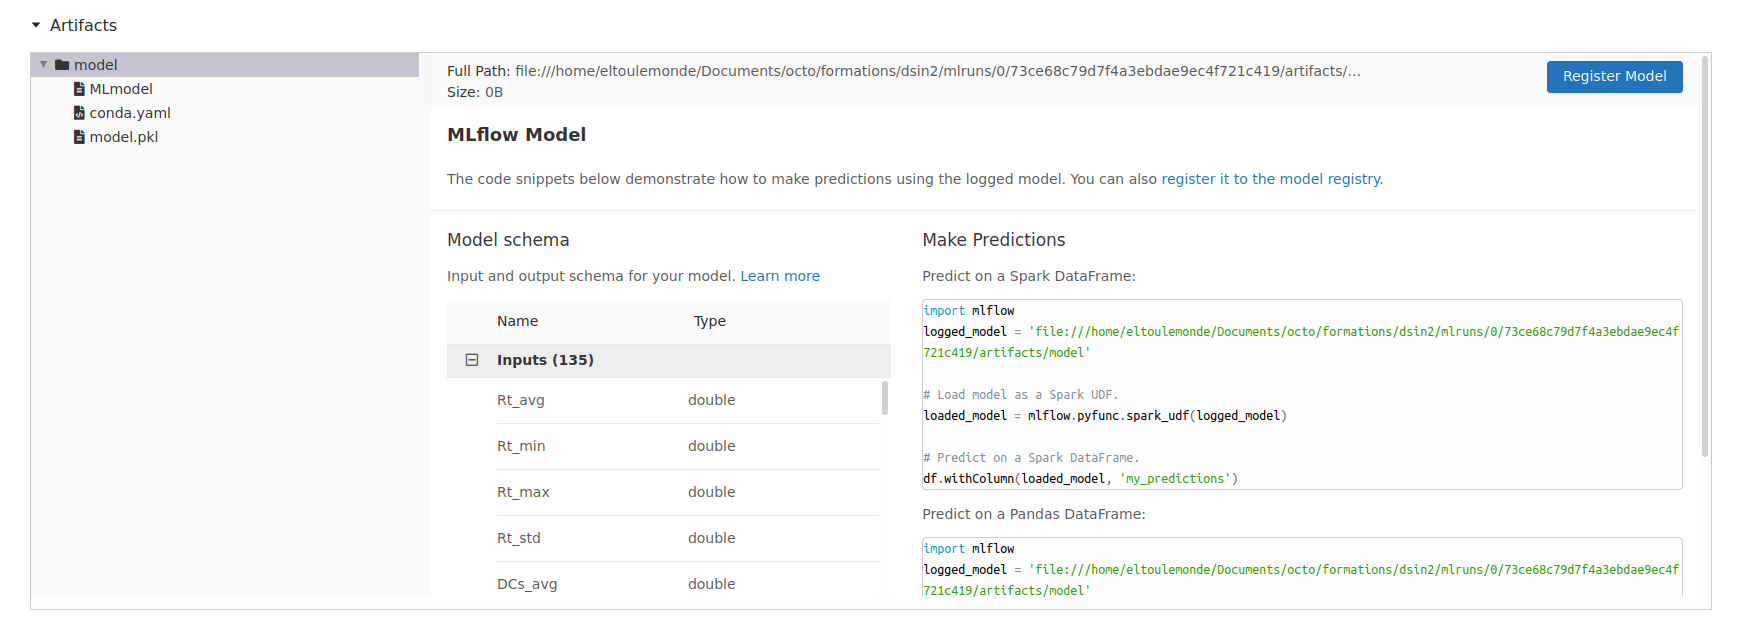 Artifacts
model
MLmodel
conda.yaml
model.pkl
Full Path: file:///home/eltoulemonde/Documents/octo/formations/dsin2/mlruns/0/73ce68c79d7f4a3ebdae9ec4f721c419/artifacts/...
Size: 0B
Register Model
MLflow Model
The code snippets below demonstrate how to make predictions using the logged model. You can also register it to the model registry.
Model schema
Input and output schema for your model. Learn more
Name Type
Inputs (135)
Rt_avg double
Rt_min double
Rt_max double
Rt_std double
DCs_avg double
Make Predictions
Predict on a Spark DataFrame:
import mlflow
logged_model = 'file:///home/eltoulemonde/Documents/octo/formations/dsin2/mlruns/0/73ce68c79d7f4a3ebdae9ec4f
721c419/artifacts/model'
# Load model as a Spark UDF.
loaded_model = mlflow.pyfunc.spark_udf(logged_model)
# Predict on a Spark DataFrame.
df.withColumn(loaded_model, 'my_predictions')
Predict on a Pandas DataFrame:
import mlflow
logged_model = 'file:///home/eltoulemonde/Documents/octo/formations/dsin2/mlruns/0/73ce68c79d7f4a3ebdae9ec4f
721c419/artifacts/model'